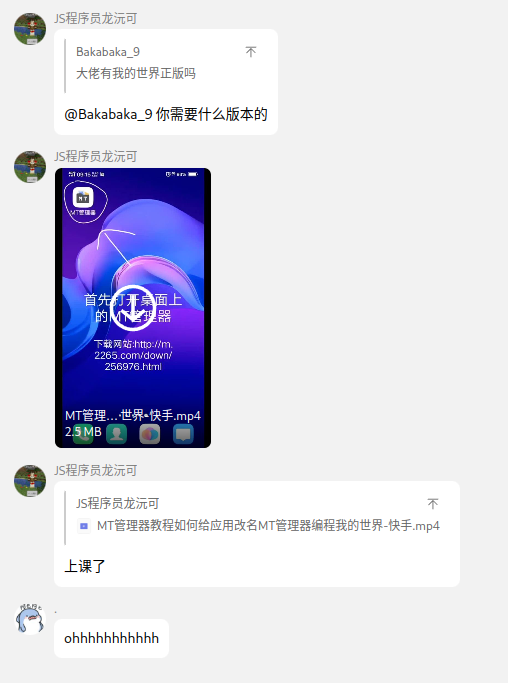 JS程序员龙沅可
Bakabaka_9
大佬有我的世界正版吗
@Bakabaka_9 你需要什么版本的
JS程序员龙沅可
MT管理器
首先打开桌面上
的MT管理器
下载网站:http://m.
2265.com/down/
256976.html
MT管理...·世界-快手.mp4
2.5 MB
JS程序员龙沅可
JS程序员龙沅可
MT管理器教程如何给应用改名MT管理器编程我的世界-快手.mp4
上课了
.
ohhhhhhhhhhh